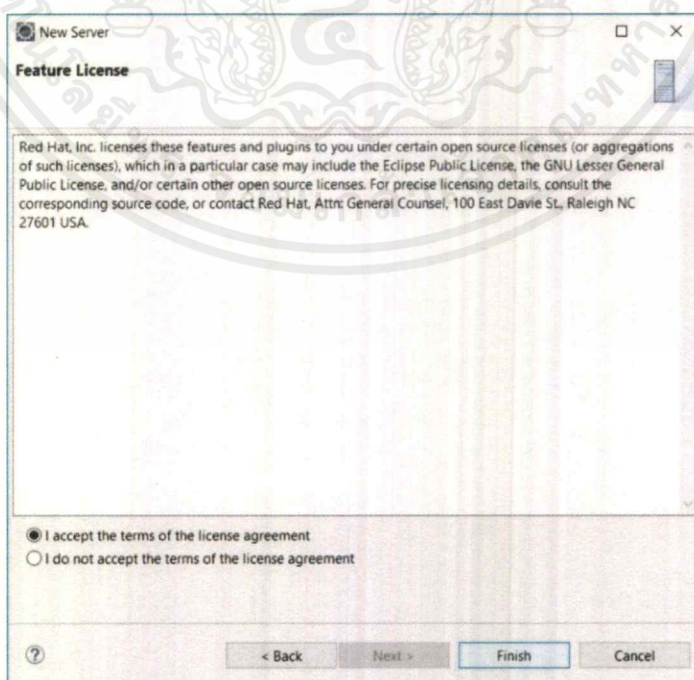 New Server
Feature License
Red Hat, Inc. licenses these features and plugins to you under certain open source licenses (or aggregations
of such licenses), which in a particular case may include the Eclipse Public License, the GNU Lesser General
Public License, and/or certain other open source licenses. For precise licensing details, consult the
corresponding source code, or contact Red Hat, Attn: General Counsel, 100 East Davie St., Raleigh NC
27601 USA.
I accept the terms of the license agreement
I do not accept the terms of the license agreement
< Back Next > Finish Cancel